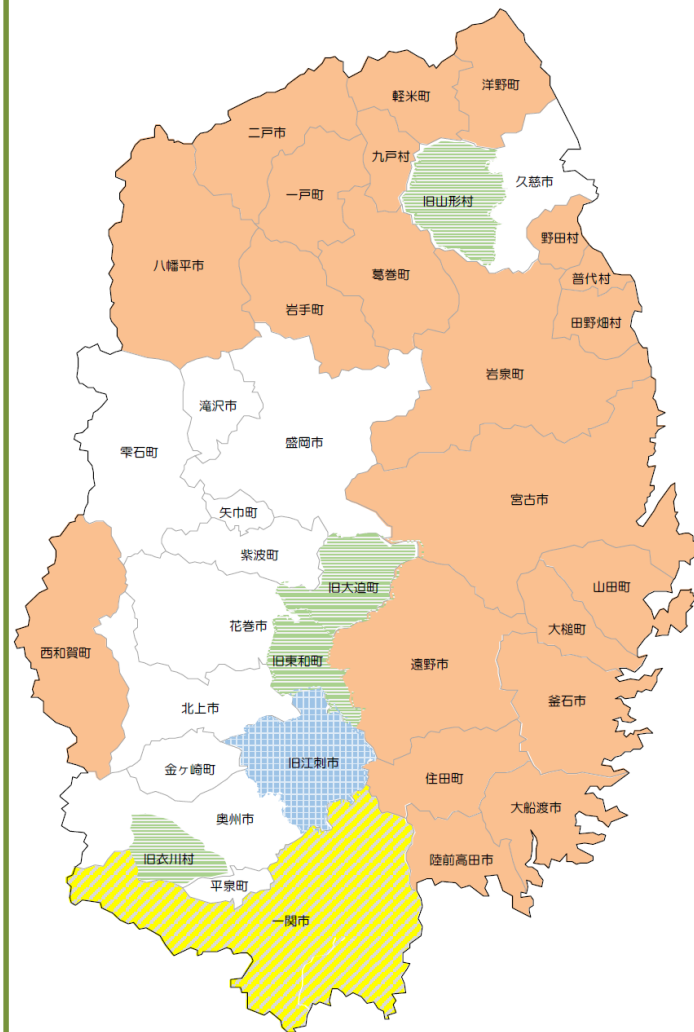 洋野町
軽米町
二戸市
九戸村
久慈市
一戸町
旧山形村
野田村
八幡平市
葛巻町
普代村
岩手町
田野畑村
岩泉町
滝沢市
盛岡市
雫石町
宮古市
矢巾町
紫波町
旧大迫町
山田町
花巻市
大槌町
西和賀町
旧東和町
遠野市
釜石市
北上市
旧江刺市
金ヶ崎町
住田町
大船渡市
奥州市
旧衣川村
陸前高田市
平泉町
一関市